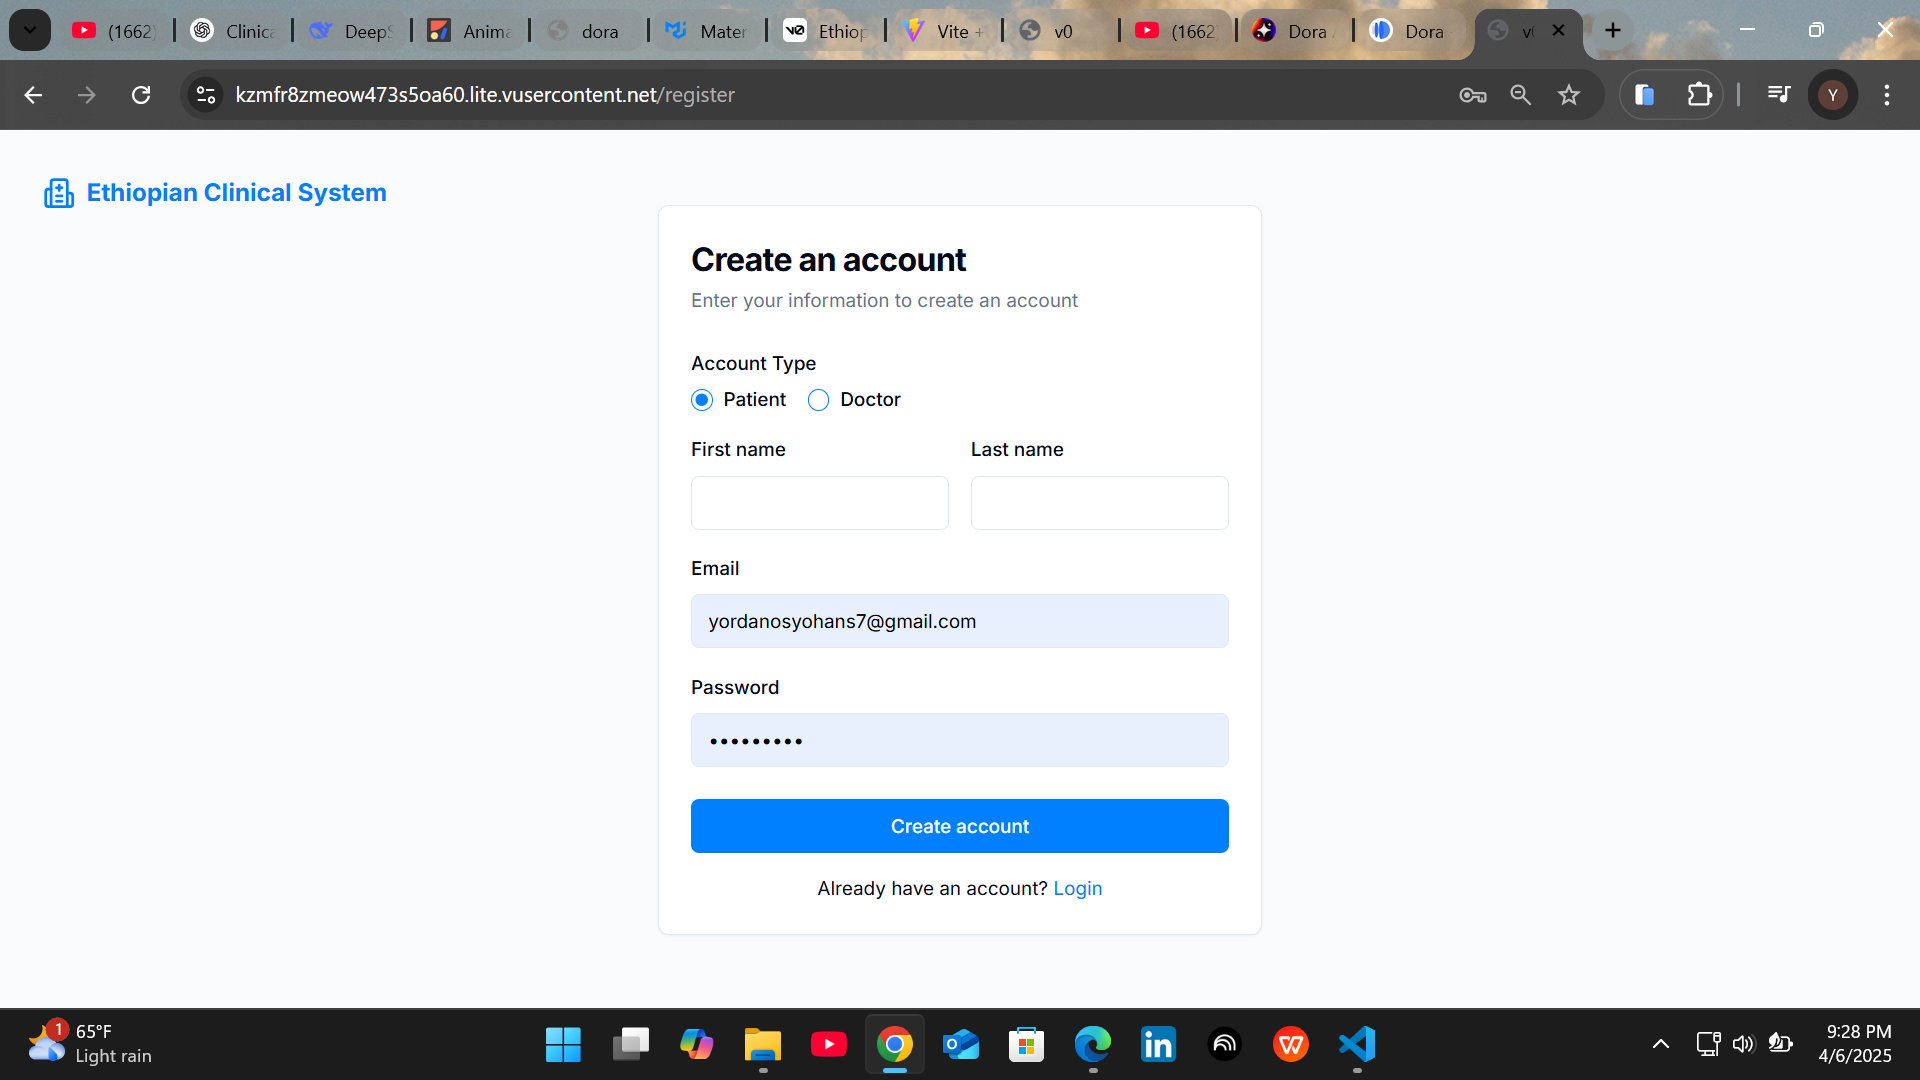 (1662)
Clinica
DeepS
Anima
dora
Mater
Ethiop
Vite +
v0
(1662
Dora A
Dora
v0
kzmfr8zmeow473s5oa60.lite.vusercontent.net/register
Y
Ethiopian Clinical System
Create an account
Enter your information to create an account
Account Type
Patient Doctor
First name Last name
Email
yordanosyohans7@gmail.com
Password
Create account
Already have an account? Login
1
65°F
Light rain
9:28 PM
4/6/2025